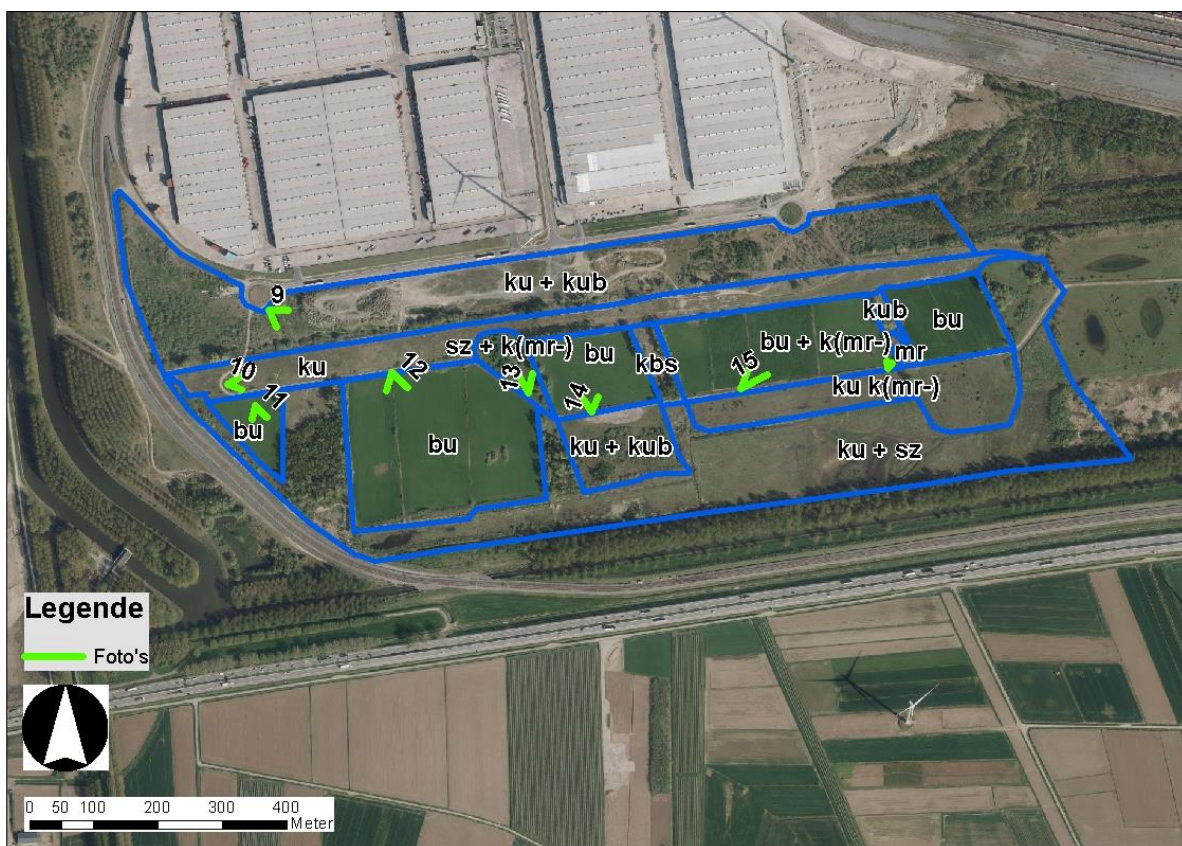 ku + kub
9
kub
sz + k(mr-)
bu
bu + k(mr-)
bu
mr
kbs
10
ku
12
13
15
ku k(mr-)
11
14
bu
bu
ku + kub
ku + sz
Legende
Foto's
0 50 100 200 300 400
Meter